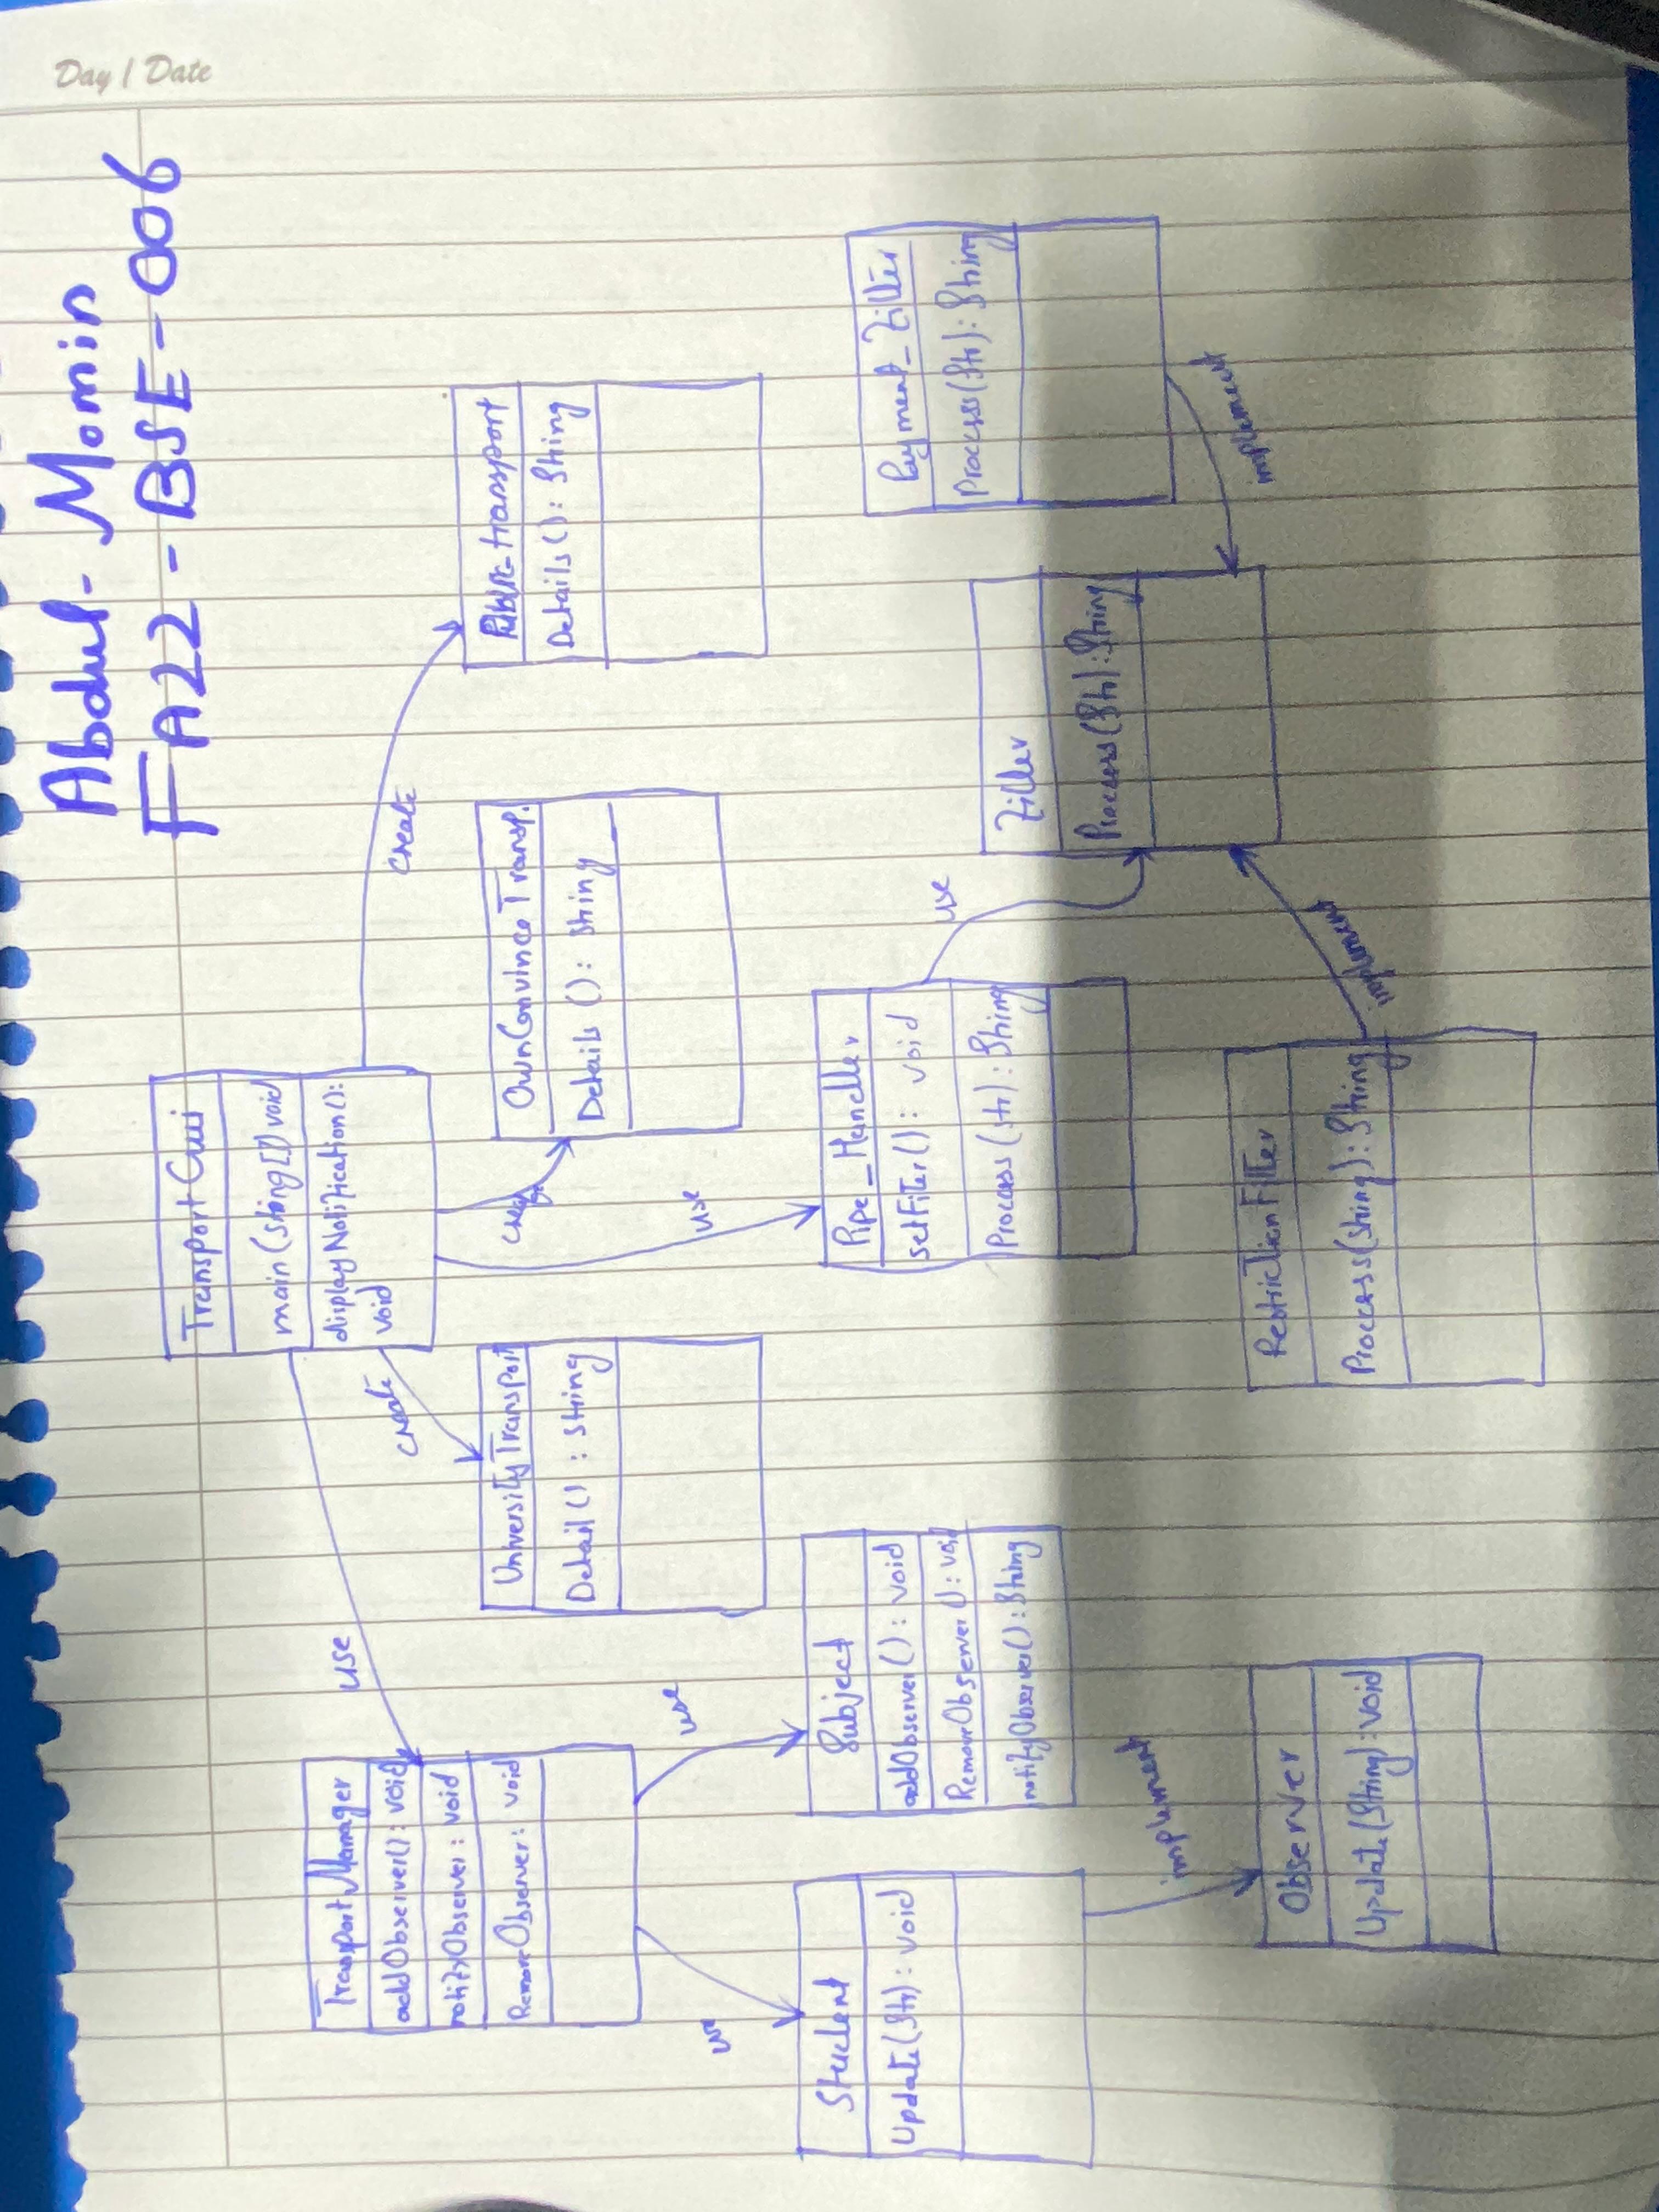 Day / Date
Abdul-Momin
FA22-BSE-006
TransportGui
main(string[]) void
displayNotification():
void
use
create
create
create
use
TransportManager
addObserver(): void
notifyObserver: void
RemoveObserver: void
UniversityTransport
Detail(): string
OwnConvinceTransp.
Details (): string
Public-transport
Details(): String
use
use
Student
Update(Str): void
Subject
addObserver(): void
RemoveObserver(): void
notifyObserver(): String
Pipe_Handler
setFilter(): void
Process(str): String
use
Filter
Process(Str): String
Payment_Filter
Process(Str): String
implement
implement
implement
Observer
Update(String): void
RestrictionFilter
Process(string): String